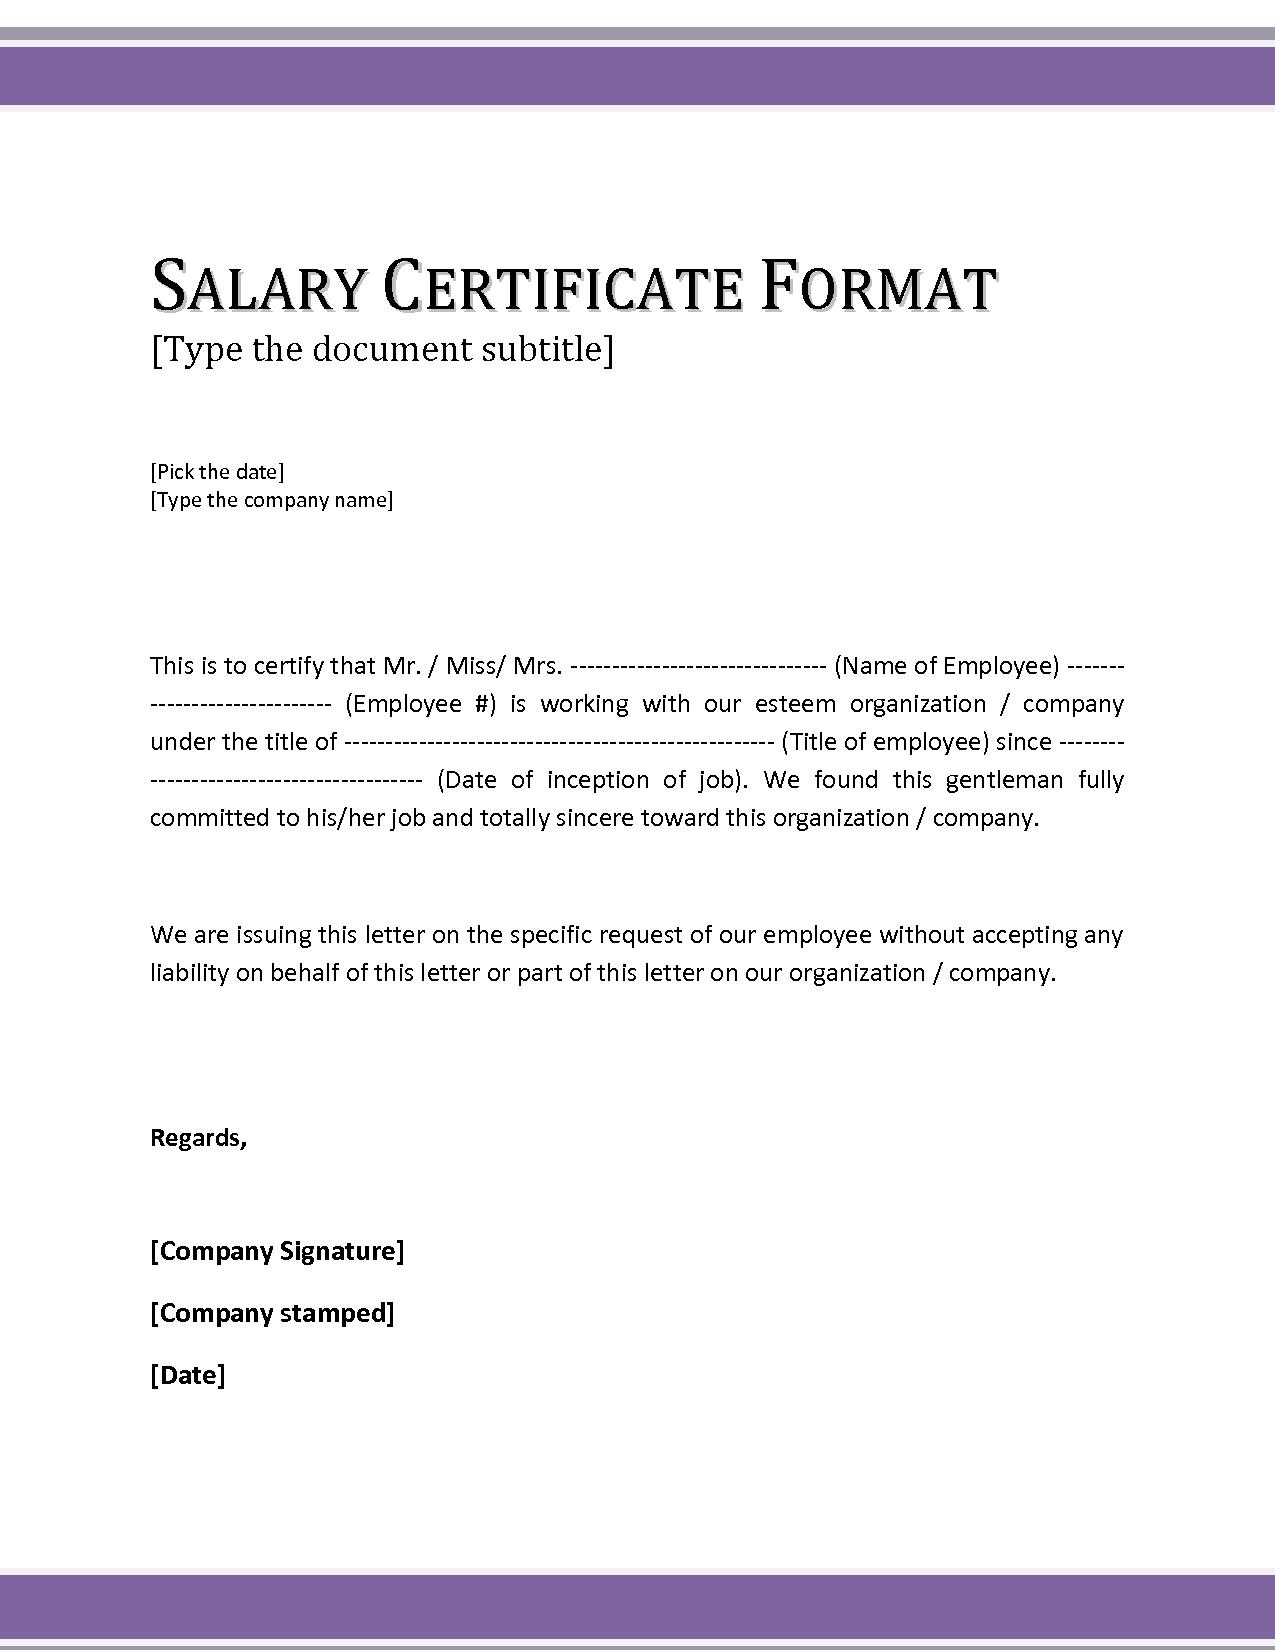 SALARY CERTIFICATE FORMAT
[Type the document subtitle]
[Pick the date]
[Type the company name]
This is to certify that Mr. / Miss/ Mrs. ------------------------------- (Name of Employee) -------
---------------------- (Employee #) is working with our esteem organization / company
under the title of ---------------------------------------------------- (Title of employee) since --------
--------------------------------- (Date of inception of job). We found this gentleman fully
committed to his/her job and totally sincere toward this organization / company.
We are issuing this letter on the specific request of our employee without accepting any
liability on behalf of this letter or part of this letter on our organization / company.
Regards,
[Company Signature]
[Company stamped]
[Date]